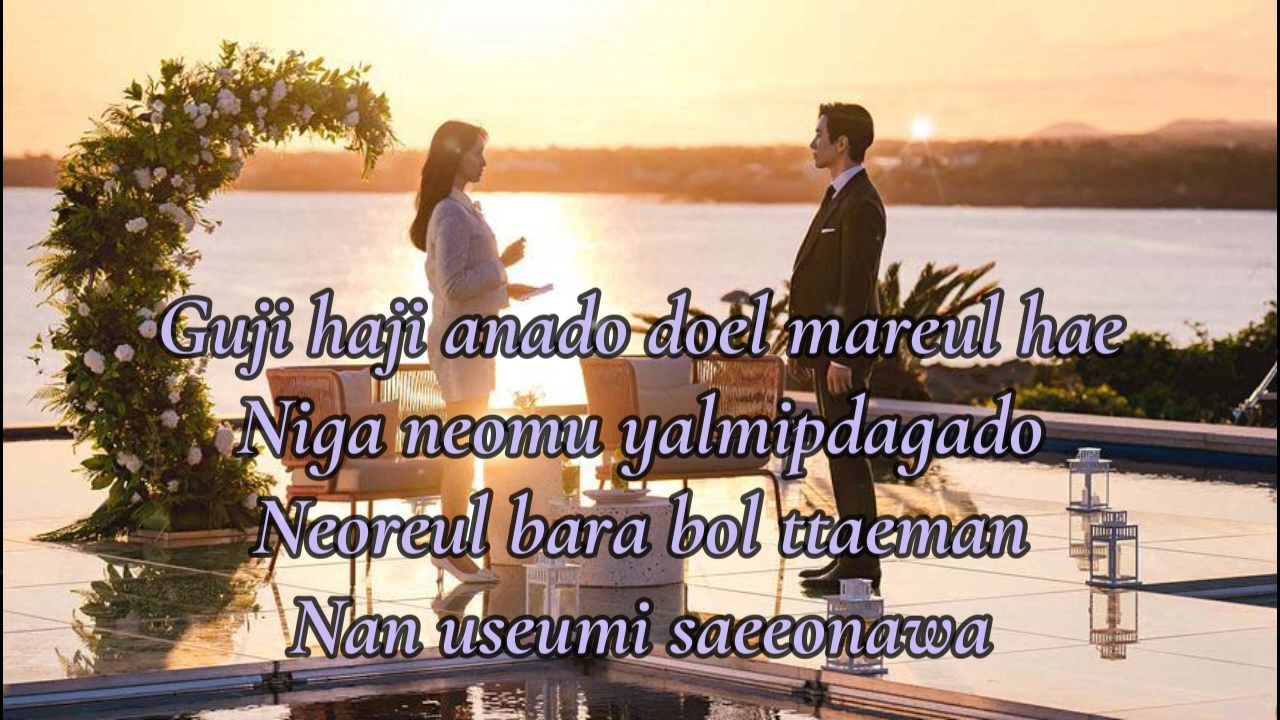 Guji haji anado doel mareul hae
Niga neomu yalmipdagado
Neoreul bara bol ttaeman
Nan useumi saeeonawa